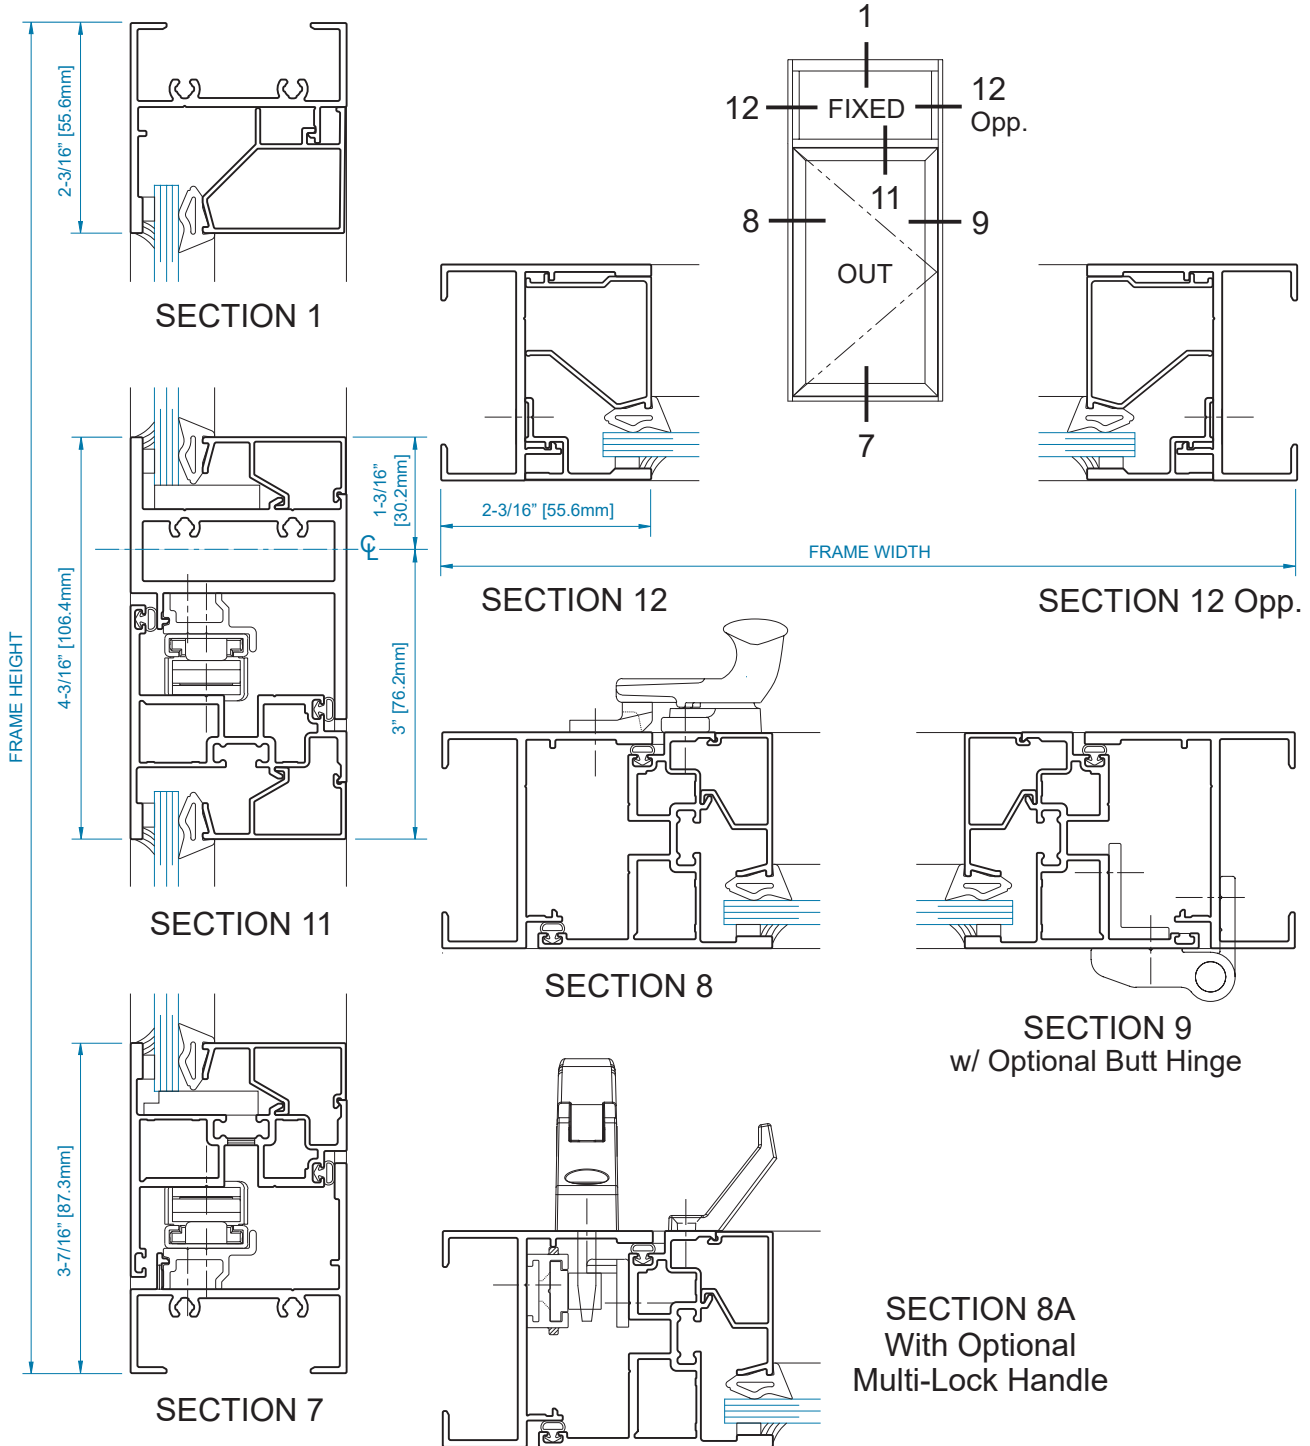 1
12
FIXED
12
Opp.
11
8
9
OUT
7
FRAME HEIGHT
2-3/16” [55.6mm]
SECTION 1
2-3/16” [55.6mm]
FRAME WIDTH
SECTION 12
SECTION 12 Opp.
4-3/16” [106.4mm]
1-3/16”
[30.2mm]
CL
3” [76.2mm]
SECTION 11
SECTION 8
SECTION 9
w/ Optional Butt Hinge
3-7/16” [87.3mm]
SECTION 7
SECTION 8A
With Optional
Multi-Lock Handle